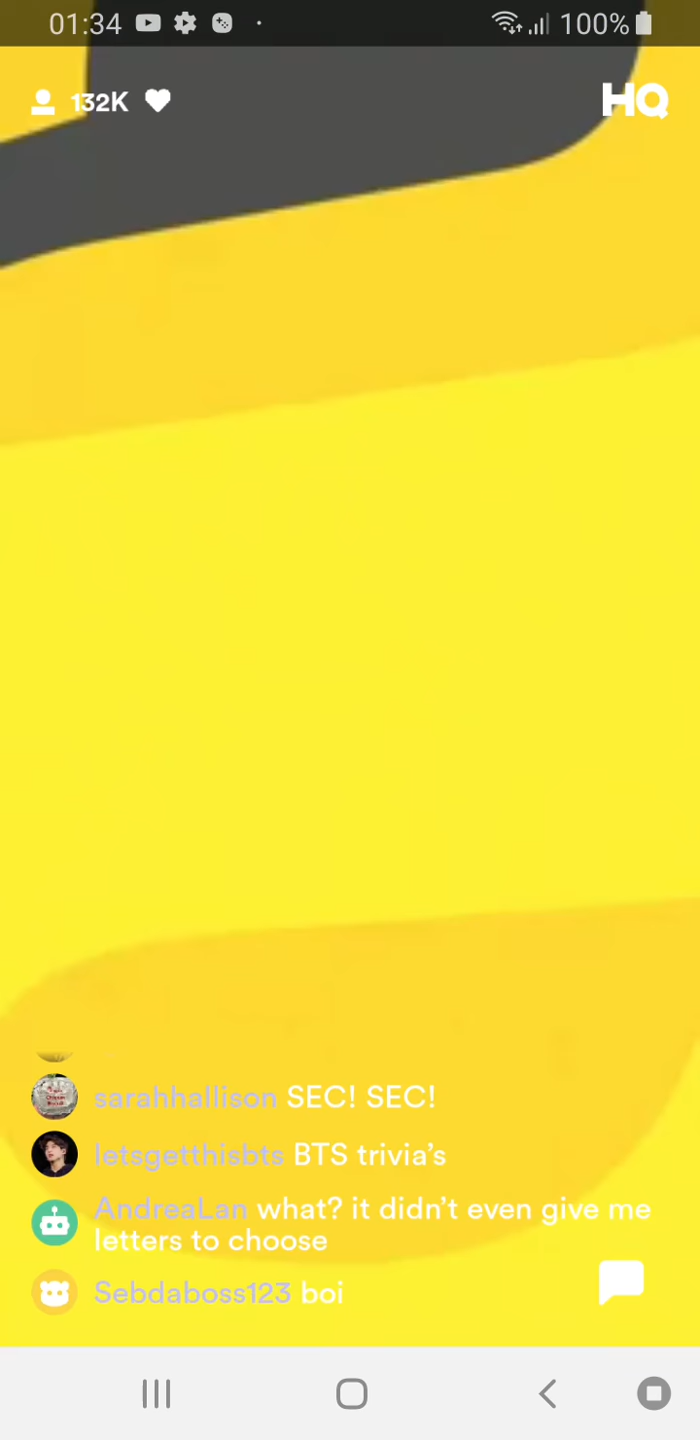 01:34 100%
132K HQ
sarahhallison SEC! SEC!
letsgetthisbts BTS trivia’s
AndreaLan what? it didn’t even give me
letters to choose
Sebdaboss123 boi